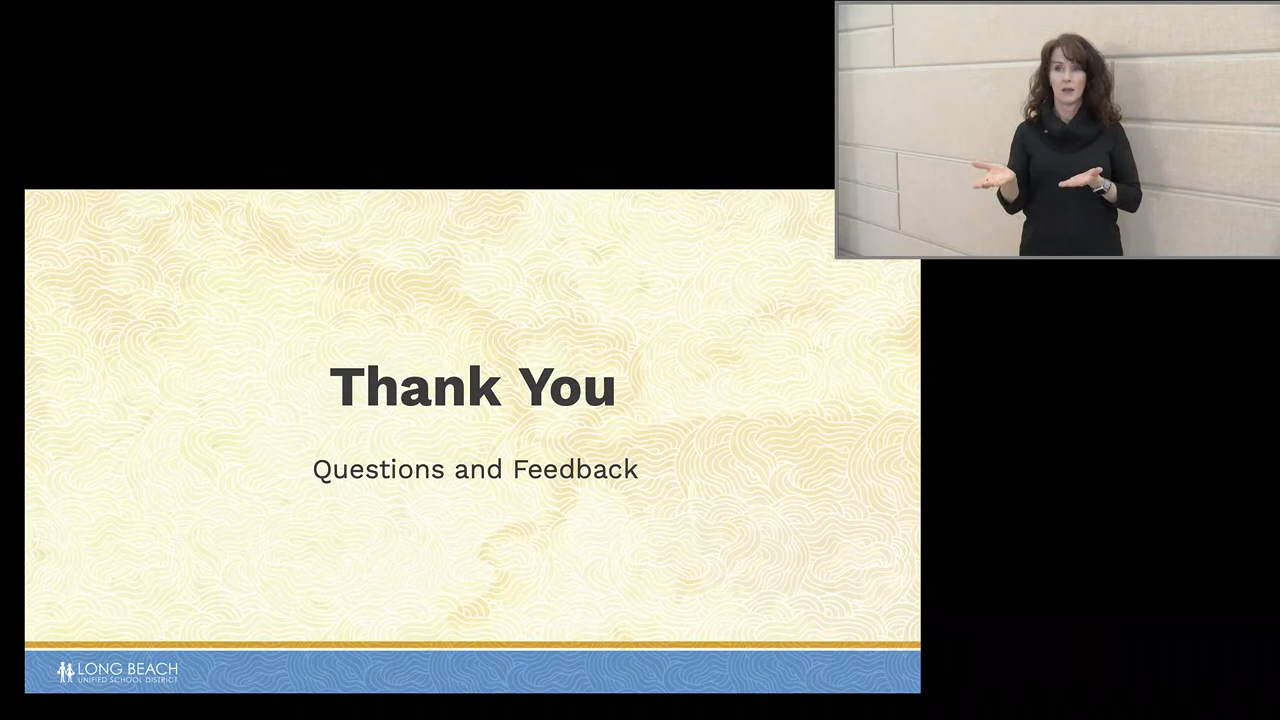 Thank You
Questions and Feedback
LONG BEACH
UNIFIED SCHOOL DISTRICT